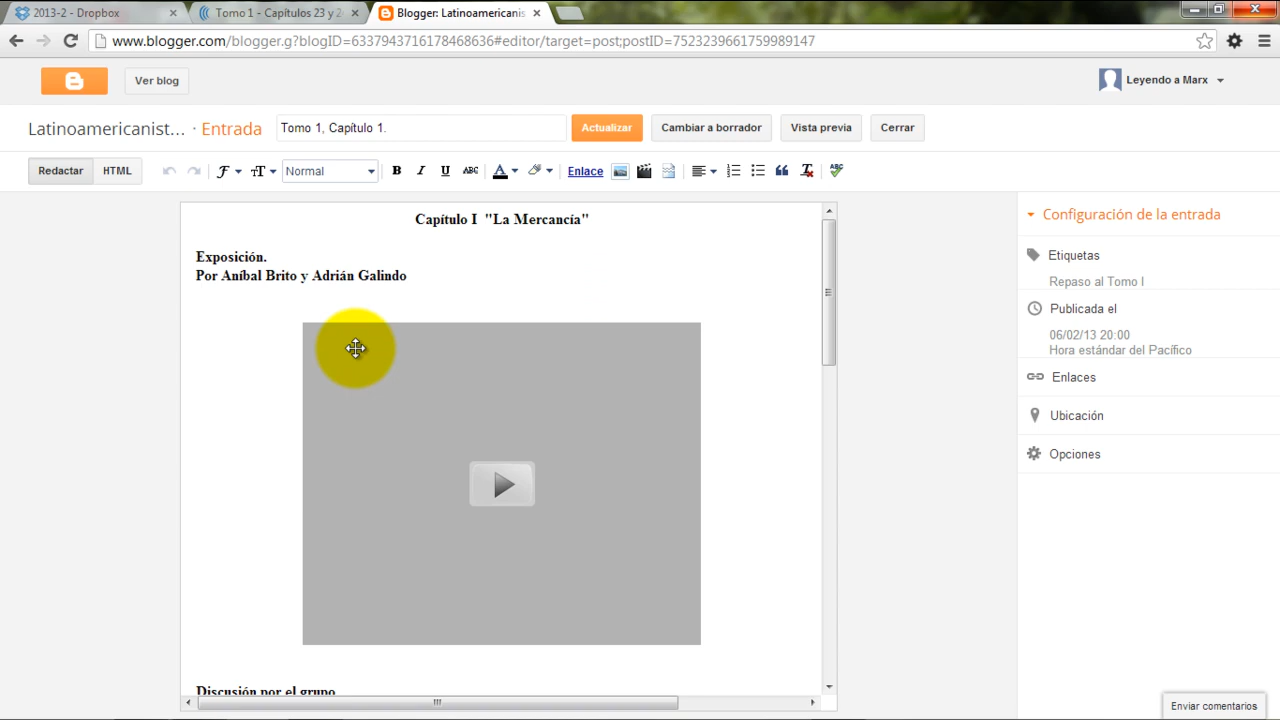 2013-2 - Dropbox
Tomo 1 - Capítulos 23 y 24
Blogger: Latinoamericanis
www.blogger.com/blogger.g?blogID=6337943716178468636#editor/target=post;postID=7523239661759989147
Ver blog
Leyendo a Marx
Latinoamericanist... · Entrada
Tomo 1, Capítulo 1.
Actualizar
Cambiar a borrador
Vista previa
Cerrar
Redactar
HTML
Normal
B I U ABC A
Enlace
ABC
Capítulo I "La Mercancía"
Exposición.
Por Aníbal Brito y Adrián Galindo
Discusión por el grupo
Configuración de la entrada
Etiquetas
Repaso al Tomo I
Publicada el
06/02/13 20:00
Hora estándar del Pacífico
Enlaces
Ubicación
Opciones
Enviar comentarios